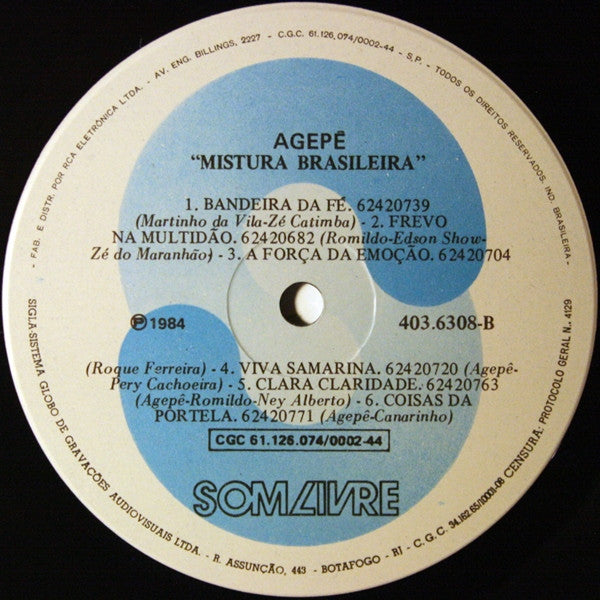 - FAB. E DISTR. POR RCA ELETRÔNICA LTDA. - AV. ENG. BILLINGS, 2227 - C.G.C. 61.126.074/0002-44 - S.P. - TODOS OS DIREITOS RESERVADOS. IND. BRASILEIRA -
AGEPÊ
"MISTURA BRASILEIRA"
1. BANDEIRA DA FÉ. 62420739
(Martinho da Vila-Zé Catimba) - 2. FREVO
NA MULTIDÃO. 62420682 (Romildo-Edson Show-
Zé do Maranhão) - 3. A FORÇA DA EMOÇÃO. 62420704
Ⓟ 1984
403.6308-B
(Roque Ferreira) - 4. VIVA SAMARINA. 62420720 (Agepê-
Pery Cachoeira) - 5. CLARA CLARIDADE. 62420763
(Agepê-Romildo-Ney Alberto) - 6. COISAS DA
PORTELA. 62420771 (Agepê-Canarinho)
CGC 61.126.074/0002-44
SOM LIVRE
SIGLA-SISTEMA GLOBO DE GRAVAÇÕES AUDIOVISUAIS LTDA. - R. ASSUNÇÃO, 443 - BOTAFOGO - RJ - C.G.C. 34.162.65/0001-08 CENSURA: PROTOCOLO GERAL N. 4129